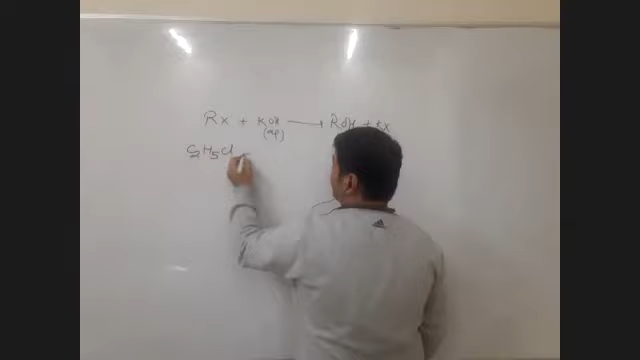 RX + KOH ⟶ ROH + KX
(aq)
C₂H₅Cl